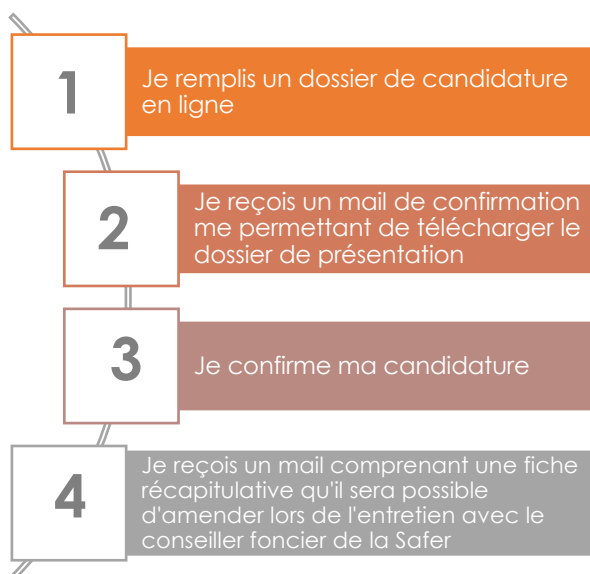 1
Je remplis un dossier de candidature
en ligne
2
Je reçois un mail de confirmation
me permettant de télécharger le
dossier de présentation
3
Je confirme ma candidature
4
Je reçois un mail comprenant une fiche
récapitulative qu'il sera possible
d'amender lors de l'entretien avec le
conseiller foncier de la Safer